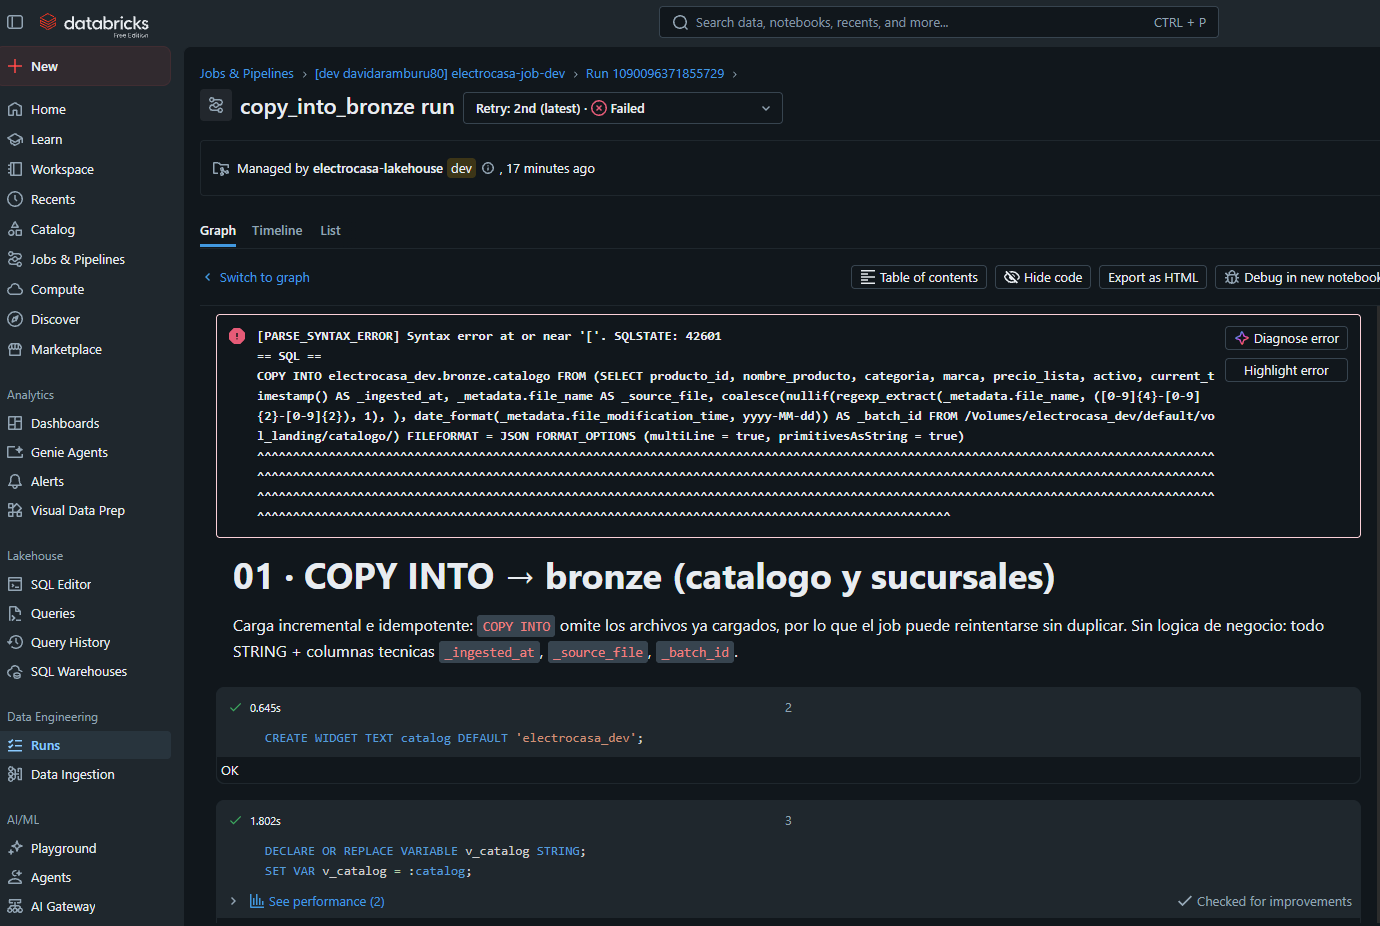 databricks
Free Edition
Search data, notebooks, recents, and more...
CTRL + P
New
Home
Learn
Workspace
Recents
Catalog
Jobs & Pipelines
Compute
Discover
Marketplace
Analytics
Dashboards
Genie Agents
Alerts
Visual Data Prep
Lakehouse
SQL Editor
Queries
Query History
SQL Warehouses
Data Engineering
Runs
Data Ingestion
AI/ML
Playground
Agents
AI Gateway
Jobs & Pipelines › [dev davidaramburu80] electrocasa-job-dev › Run 1090096371855729 ›
copy_into_bronze run
Retry: 2nd (latest) · Failed
Managed by electrocasa-lakehouse dev , 17 minutes ago
Graph Timeline List
Switch to graph
Table of contents
Hide code
Export as HTML
Debug in new notebook
[PARSE_SYNTAX_ERROR] Syntax error at or near '['. SQLSTATE: 42601
== SQL ==
COPY INTO electrocasa_dev.bronze.catalogo FROM (SELECT producto_id, nombre_producto, categoria, marca, precio_lista, activo, current_t
imestamp() AS _ingested_at, _metadata.file_name AS _source_file, coalesce(nullif(regexp_extract(_metadata.file_name, ([0-9]{4}-[0-9]
{2}-[0-9]{2}), 1), ), date_format(_metadata.file_modification_time, yyyy-MM-dd)) AS _batch_id FROM /Volumes/electrocasa_dev/default/vo
l_landing/catalogo/) FILEFORMAT = JSON FORMAT_OPTIONS (multiLine = true, primitivesAsString = true)
^^^^^^^^^^^^^^^^^^^^^^^^^^^^^^^^^^^^^^^^^^^^^^^^^^^^^^^^^^^^^^^^^^^^^^^^^^^^^^^^^^^^^^^^^^^^^^^^^^^^^^^^^^^^^^^^^^^^^^^^^^^^^^^^^^^^^^
^^^^^^^^^^^^^^^^^^^^^^^^^^^^^^^^^^^^^^^^^^^^^^^^^^^^^^^^^^^^^^^^^^^^^^^^^^^^^^^^^^^^^^^^^^^^^^^^^^^^^^^^^^^^^^^^^^^^^^^^^^^^^^^^^^^^^^
^^^^^^^^^^^^^^^^^^^^^^^^^^^^^^^^^^^^^^^^^^^^^^^^^^^^^^^^^^^^^^^^^^^^^^^^^^^^^^^^^^^^^^^^^^^^^^^^^^^^^^^^^^^^^^^^^^^^^^^^^^^^^^^^^^^^^^
^^^^^^^^^^^^^^^^^^^^^^^^^^^^^^^^^^^^^^^^^^^^^^^^^^^^^^^^^^^^^^^^^^^^^^^^^^^^^^^^^^^^^^^^^^^^^^^^^
Diagnose error
Highlight error
01 · COPY INTO → bronze (catalogo y sucursales)
Carga incremental e idempotente: COPY INTO omite los archivos ya cargados, por lo que el job puede reintentarse sin duplicar. Sin logica de negocio: todo
STRING + columnas tecnicas _ingested_at, _source_file, _batch_id.
0.645s
2
CREATE WIDGET TEXT catalog DEFAULT 'electrocasa_dev';
OK
1.802s
3
DECLARE OR REPLACE VARIABLE v_catalog STRING;
SET VAR v_catalog = :catalog;
See performance (2)
Checked for improvements